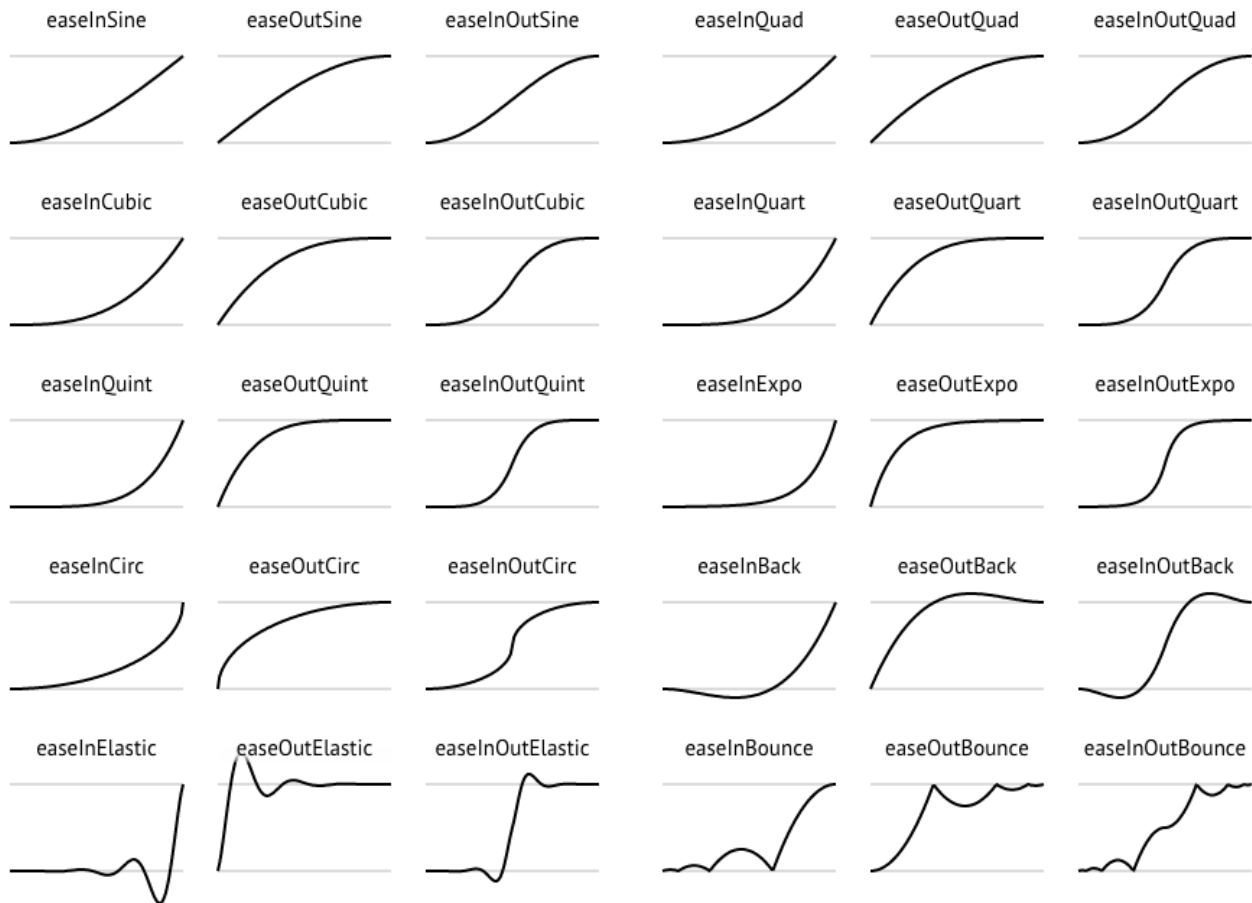 easeInSine easeOutSine easeInOutSine easeInQuad easeOutQuad easeInOutQuad
easeInCubic easeOutCubic easeInOutCubic easeInQuart easeOutQuart easeInOutQuart
easeInQuint easeOutQuint easeInOutQuint easeInExpo easeOutExpo easeInOutExpo
easeInCirc easeOutCirc easeInOutCirc easeInBack easeOutBack easeInOutBack
easeInElastic easeOutElastic easeInOutElastic easeInBounce easeOutBounce easeInOutBounce